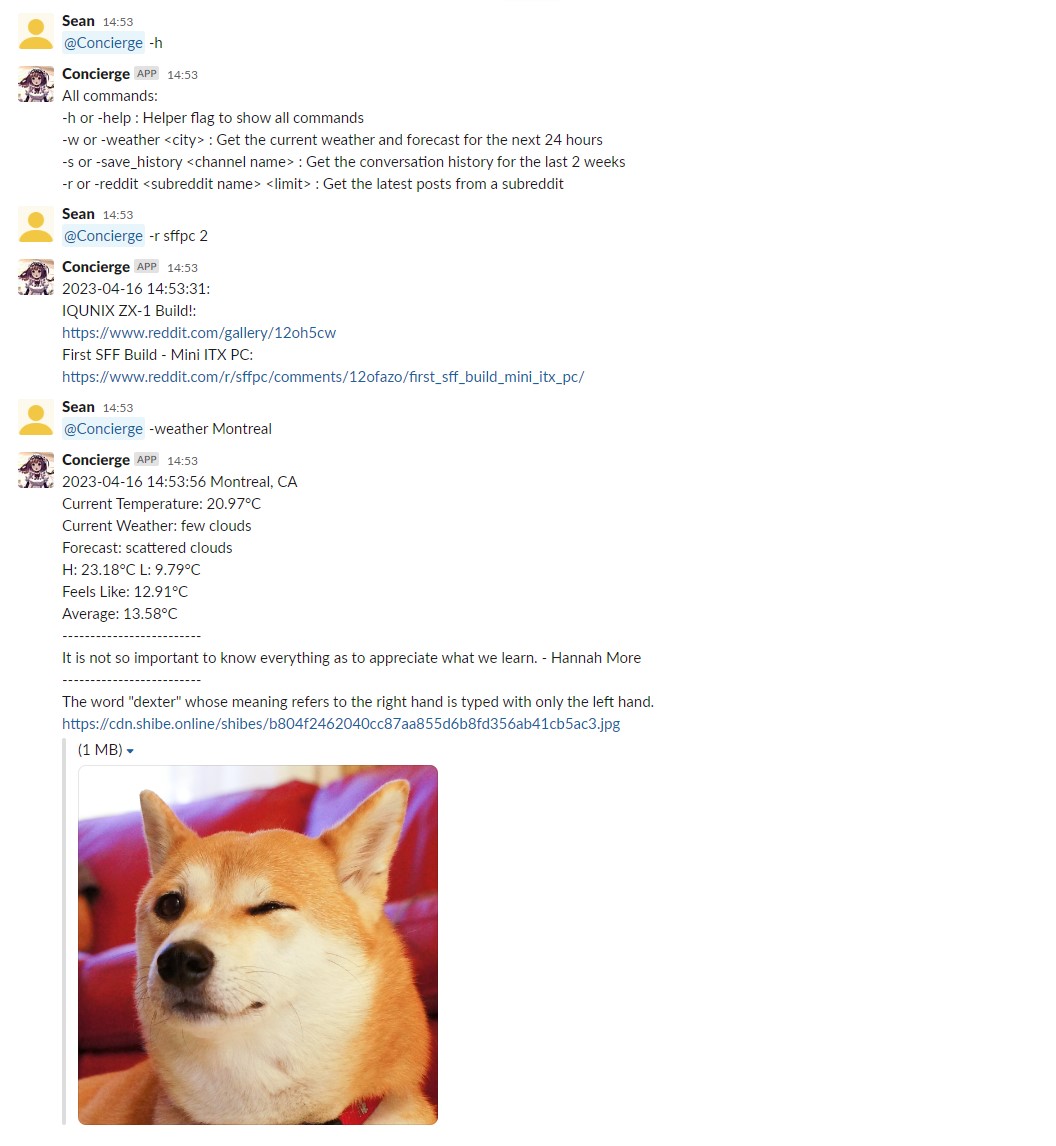 Sean 14:53
@Concierge -h
Concierge APP 14:53
All commands:
-h or -help : Helper flag to show all commands
-w or -weather <city> : Get the current weather and forecast for the next 24 hours
-s or -save_history <channel name> : Get the conversation history for the last 2 weeks
-r or -reddit <subreddit name> <limit> : Get the latest posts from a subreddit
Sean 14:53
@Concierge -r sffpc 2
Concierge APP 14:53
2023-04-16 14:53:31:
IQUNIX ZX-1 Build!:
https://www.reddit.com/gallery/12oh5cw
First SFF Build - Mini ITX PC:
https://www.reddit.com/r/sffpc/comments/12ofazo/first_sff_build_mini_itx_pc/
Sean 14:53
@Concierge -weather Montreal
Concierge APP 14:53
2023-04-16 14:53:56 Montreal, CA
Current Temperature: 20.97°C
Current Weather: few clouds
Forecast: scattered clouds
H: 23.18°C L: 9.79°C
Feels Like: 12.91°C
Average: 13.58°C
-------------------------
It is not so important to know everything as to appreciate what we learn. - Hannah More
-------------------------
The word "dexter" whose meaning refers to the right hand is typed with only the left hand.
https://cdn.shibe.online/shibes/b804f2462040cc87aa855d6b8fd356ab41cb5ac3.jpg
(1 MB)